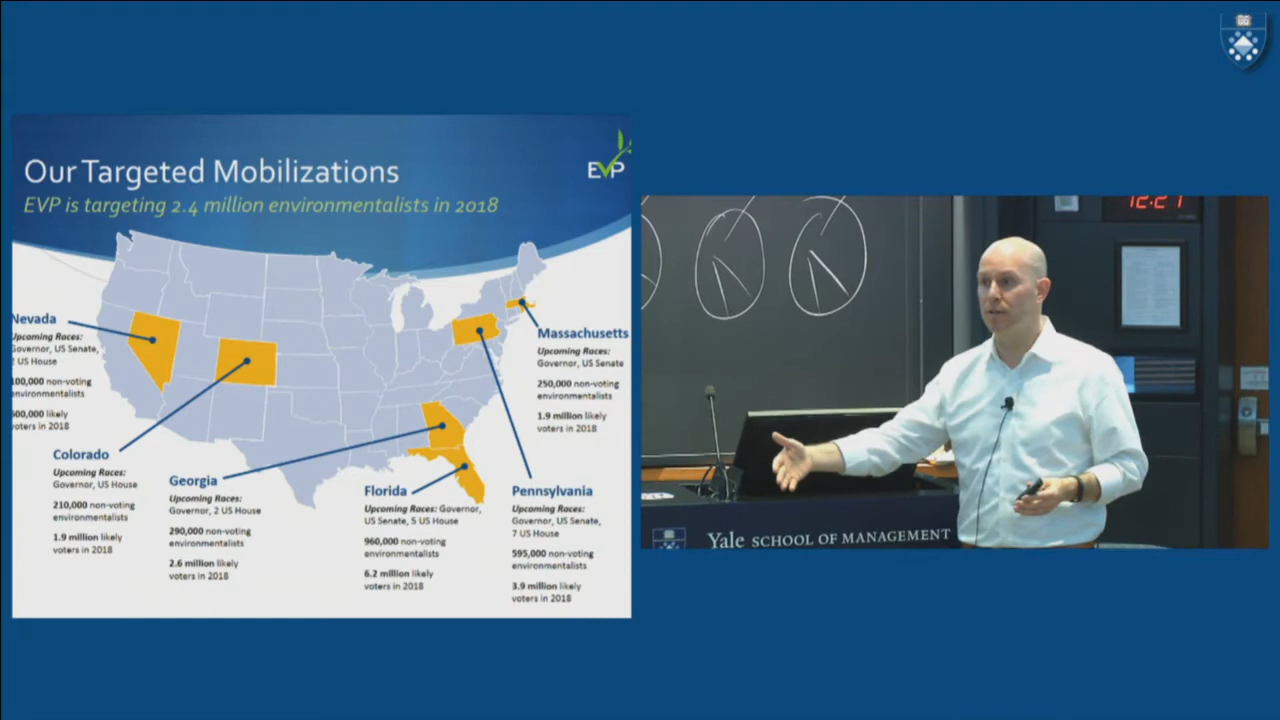 Our Targeted Mobilizations
EVP
EVP is targeting 2.4 million environmentalists in 2018
Nevada
Upcoming Races:
Governor, US Senate,
US House
100,000 non-voting
environmentalists
likely
voters in 2018
Colorado
Upcoming Races:
Governor, US House
210,000 non-voting
environmentalists
1.9 million likely
voters in 2018
Georgia
Upcoming Races:
Governor, 2 US House
290,000 non-voting
environmentalists
2.6 million likely
voters in 2018
Florida
Upcoming Races: Governor,
US Senate, 5 US House
960,000 non-voting
environmentalists
6.2 million likely
voters in 2018
Pennsylvania
Upcoming Races:
Governor, US Senate,
7 US House
595,000 non-voting
environmentalists
3.9 million likely
voters in 2018
Massachusetts
Upcoming Races:
Governor, US Senate
250,000 non-voting
environmentalists
1.9 million likely
voters in 2018
12:27
Yale SCHOOL OF MANAGEMENT